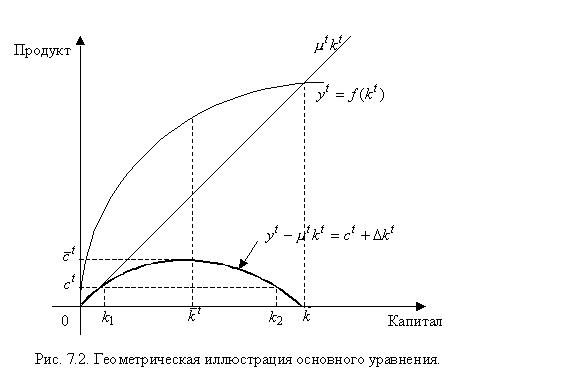 μᵗkᵗ
Продукт
yᵗ = f(kᵗ)
yᵗ − μᵗkᵗ = cᵗ + Δkᵗ
c̄ᵗ
cᵗ
0 k₁ k̄ᵗ k₂ k Капитал
Рис. 7.2. Геометрическая иллюстрация основного уравнения.